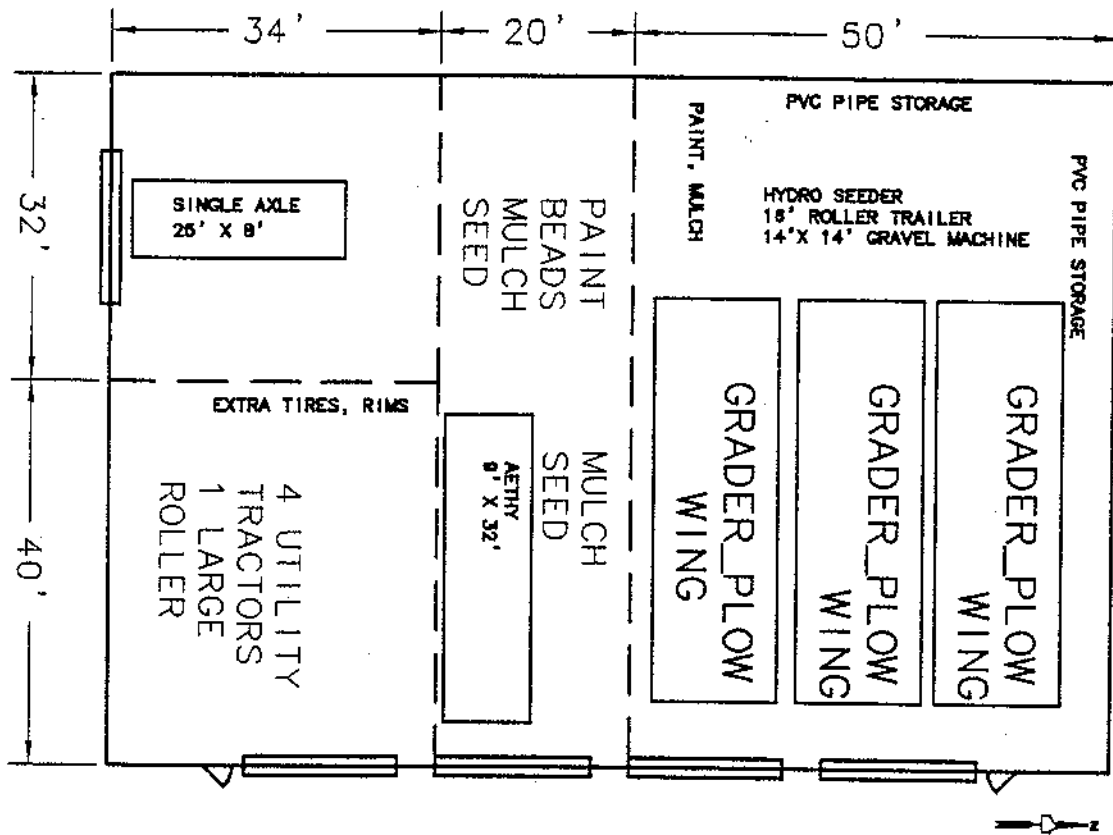 34'
20'
50'
32'
40'
PVC PIPE STORAGE
PAINT, MULCH
PVC PIPE STORAGE
HYDRO SEEDER
16' ROLLER TRAILER
14'X 14' GRAVEL MACHINE
SINGLE AXLE
26' X 8'
PAINT
BEADS
MULCH
SEED
EXTRA TIRES, RIMS
4 UTILITY
TRACTORS
1 LARGE
ROLLER
AETHY
9' X 32'
MULCH
SEED
GRADER_PLOW
WING
GRADER_PLOW
WING
GRADER_PLOW
WING
Z